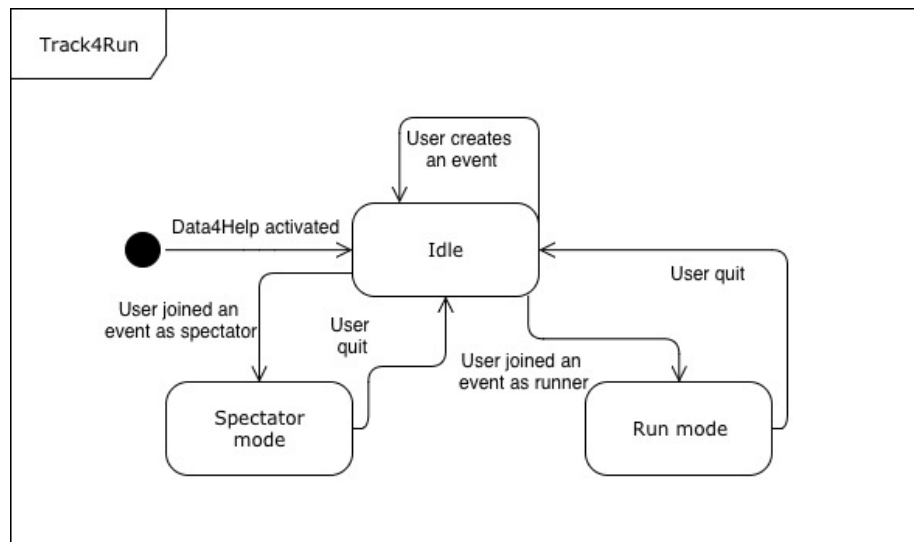 Track4Run
User creates
an event
Data4Help activated
Idle
User quit
User joined an
event as spectator
User
quit
User joined an
event as runner
Spectator
mode
Run mode